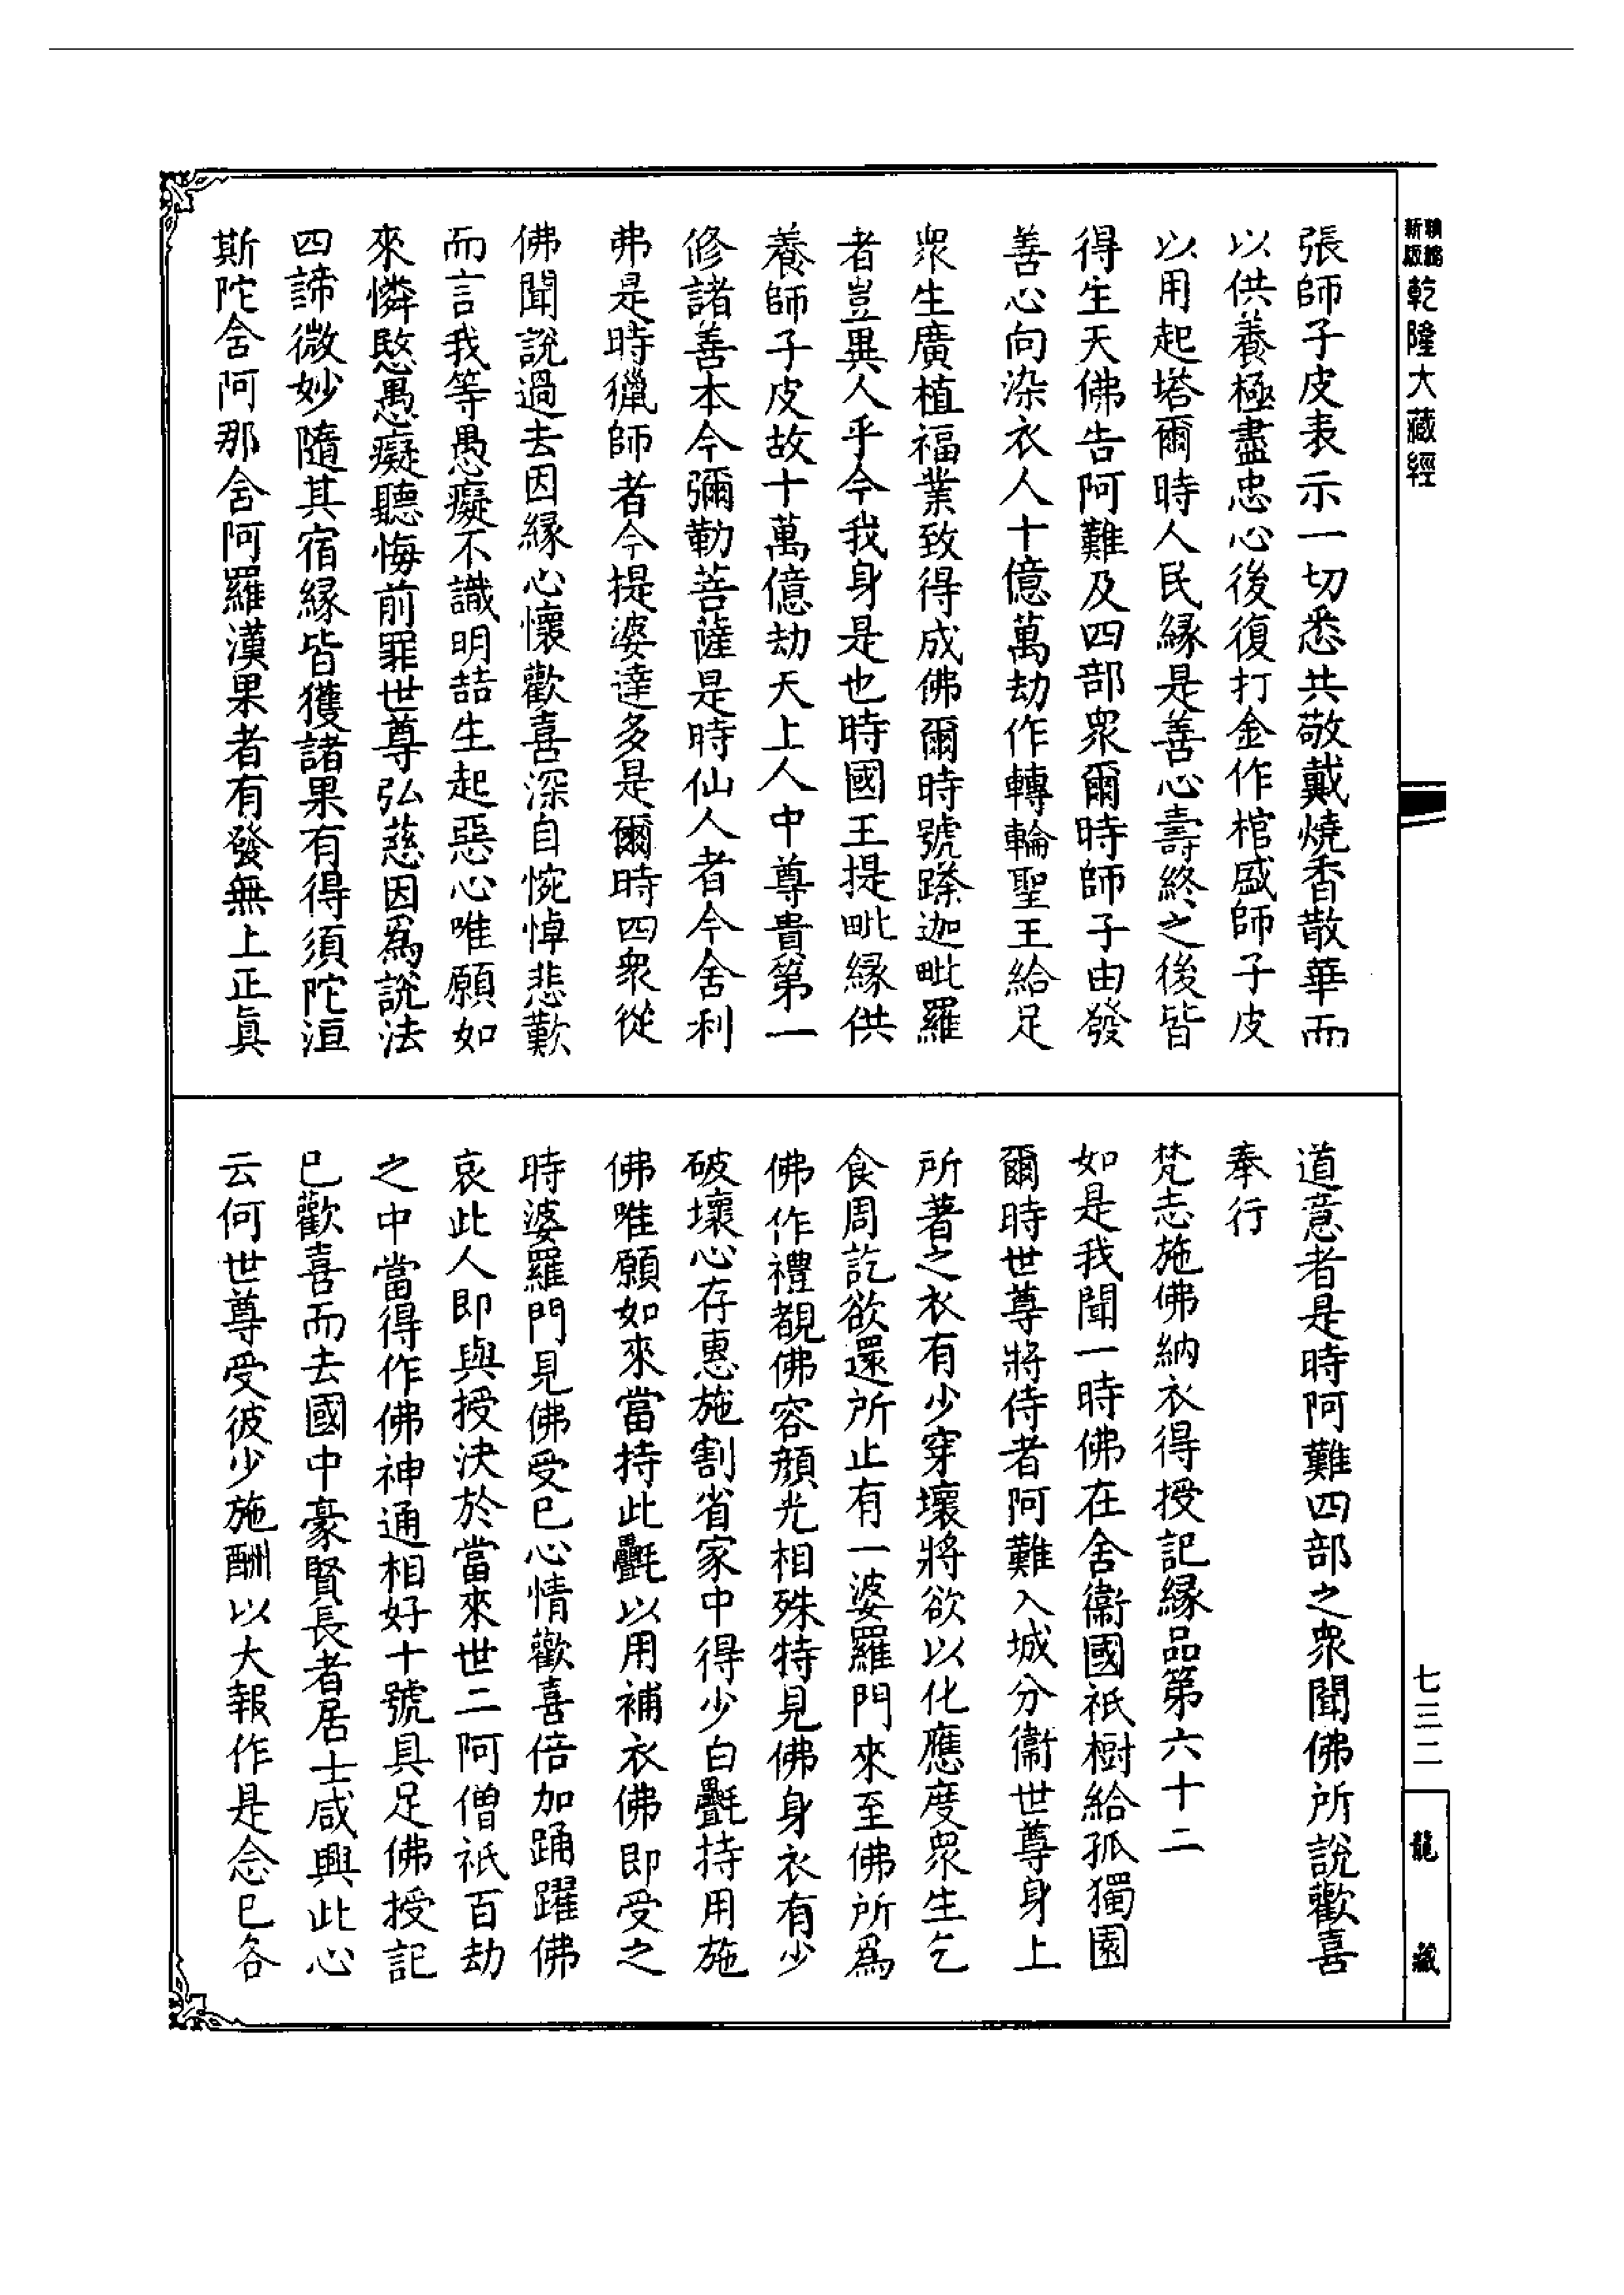 新版
精縮
乾隆大藏經
張師子皮表示一切悉共敬戴燒香散華而
以供養極盡忠心後復打金作棺盛師子皮
以用起塔爾時人民緣是善心壽終之後皆
得生天佛告阿難及四部衆爾時師子由發
善心向染衣人十億萬劫作轉輪聖王給足
衆生廣植福業致得成佛爾時號𨅖迦毗羅
者豈異人乎今我身是也時國王提毗緣供
養師子皮故十萬億劫天上人中尊貴第一
修諸善本今彌勒菩薩是時仙人者今舍利
弗是時獵師者今提婆達多是爾時四衆從
佛聞說過去因緣心懷歡喜深自惋悼悲歎
而言我等愚癡不識明喆生起惡心唯願如
來憐愍愚癡聽悔前罪世尊弘慈因爲說法
四諦微妙隨其宿緣皆獲諸果有得須陀洹
斯陀舍阿那舍阿羅漢果者有發無上正眞
道意者是時阿難四部之衆聞佛所說歡喜
奉行
梵志施佛納衣得授記緣品第六十二
如是我聞一時佛在舍衞國祇樹給孤獨園
爾時世尊將侍者阿難入城分衞世尊身上
所著之衣有少穿壞將欲以化應度衆生乞
食周訖欲還所止有一婆羅門來至佛所爲
佛作禮覩佛容顏光相殊特見佛身衣有少
破壞心存惠施割省家中得少白㲲持用施
佛唯願如來當持此㲲以用補衣佛即受之
時婆羅門見佛受已心情歡喜倍加踊躍佛
哀此人即與授決於當來世二阿僧祇百劫
之中當得作佛神通相好十號具足佛授記
已歡喜而去國中豪賢長者居士咸興此心
云何世尊受彼少施酬以大報作是念已各
七三二
龍藏